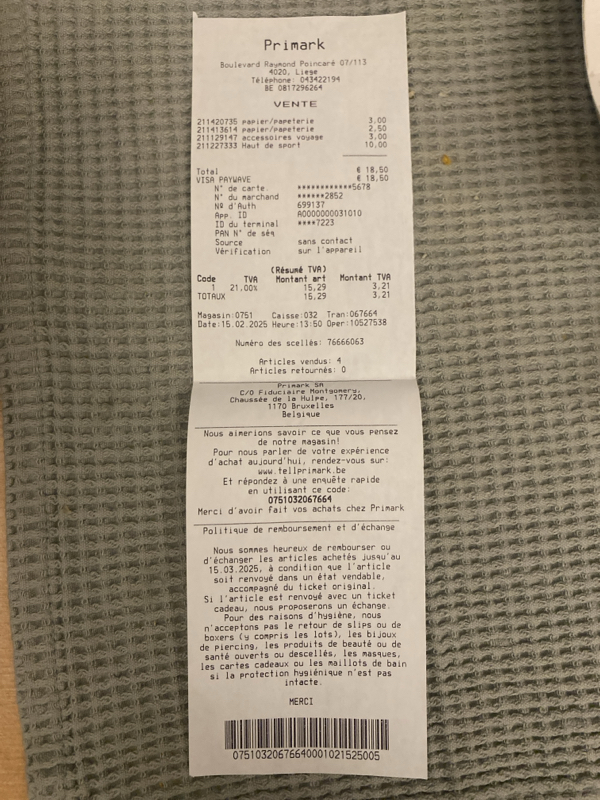 Primark
Boulevard Raymond Poincaré 07/113
4020, Liege
Téléphone: 043422194
BE 0817296264
VENTE
211420735 papier/papeterie 3,00
211413614 papier/papeterie 2,50
211129147 accessoires voyage 3,00
211227333 Haut de sport 10,00
Total € 18,50
VISA PAYWAVE € 18,50
N° de carte. ************5678
N° du marchand ******2852
Nº d'Auth 699137
App. ID A0000000031010
ID du terminal ****7223
PAN N° de séq
Source sans contact
Vérification sur l'appareil
(Résumé TVA)
Code TVA Montant art Montant TVA
1 21,00% 15,29 3,21
TOTAUX 15,29 3,21
Magasin:0751 Caisse:032 Tran:067664
Date:15.02.2025 Heure:13:50 Oper:10527538
Numéro des scellés: 76666063
Articles vendus: 4
Articles retournés: 0
Primark SA
C/O Fiduciaire Montgomery,
Chaussée de la Hulpe, 177/20,
1170 Bruxelles
Belgique
Nous aimerions savoir ce que vous pensez
de notre magasin!
Pour nous parler de votre expérience
d'achat aujourd'hui, rendez-vous sur:
www.tellprimark.be
Et répondez à une enquête rapide
en utilisant ce code:
0751032067664
Merci d'avoir fait vos achats chez Primark
Politique de remboursement et d'échange
Nous sommes heureux de rembourser ou
d'échanger les articles achetés jusqu'au
15.03.2025, à condition que l'article
soit renvoyé dans un état vendable,
accompagné du ticket original.
Si l'article est renvoyé avec un ticket
cadeau, nous proposerons un échange.
Pour des raisons d'hygiène, nous
n'acceptons pas le retour de slips ou de
boxers (y compris les lots), les bijoux
de piercing, les produits de beauté ou de
santé ouverts ou descellés, les masques,
les cartes cadeaux ou les maillots de bain
si la protection hygiénique n'est pas
intacte.
MERCI
07510320676640001021525005